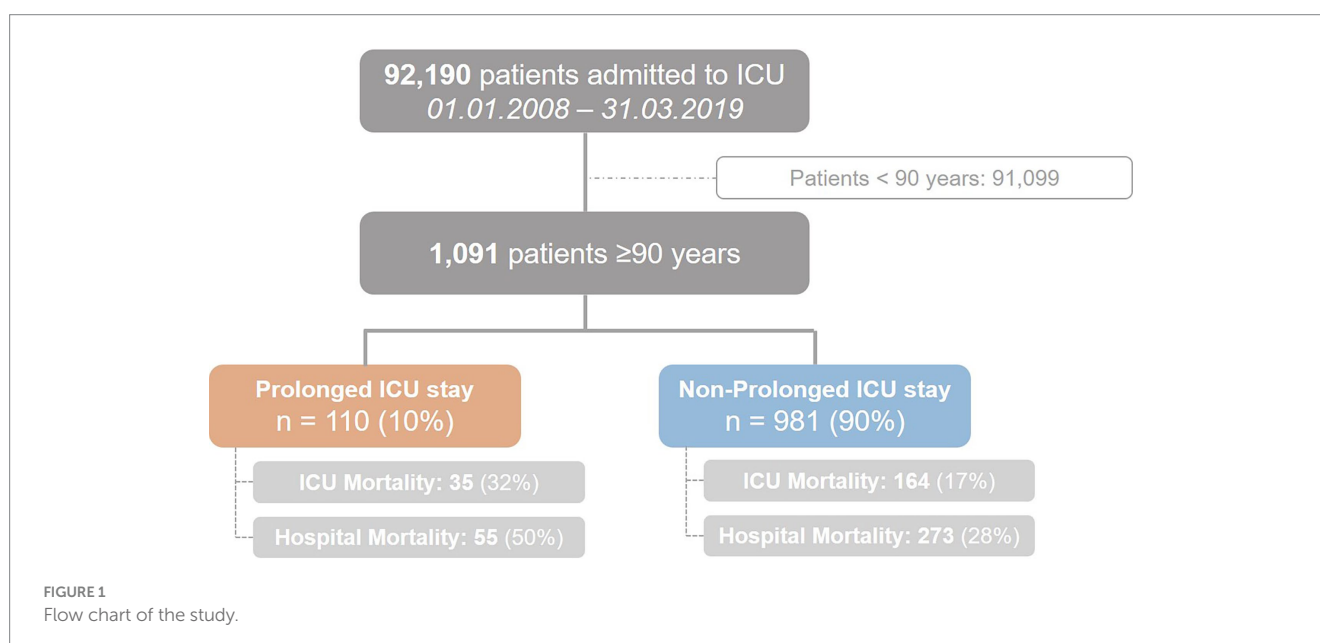 92,190 patients admitted to ICU
01.01.2008 – 31.03.2019
Patients < 90 years: 91,099
1,091 patients ≥90 years
Prolonged ICU stay
n = 110 (10%)
Non-Prolonged ICU stay
n = 981 (90%)
ICU Mortality: 35 (32%)
Hospital Mortality: 55 (50%)
ICU Mortality: 164 (17%)
Hospital Mortality: 273 (28%)
FIGURE 1
Flow chart of the study.